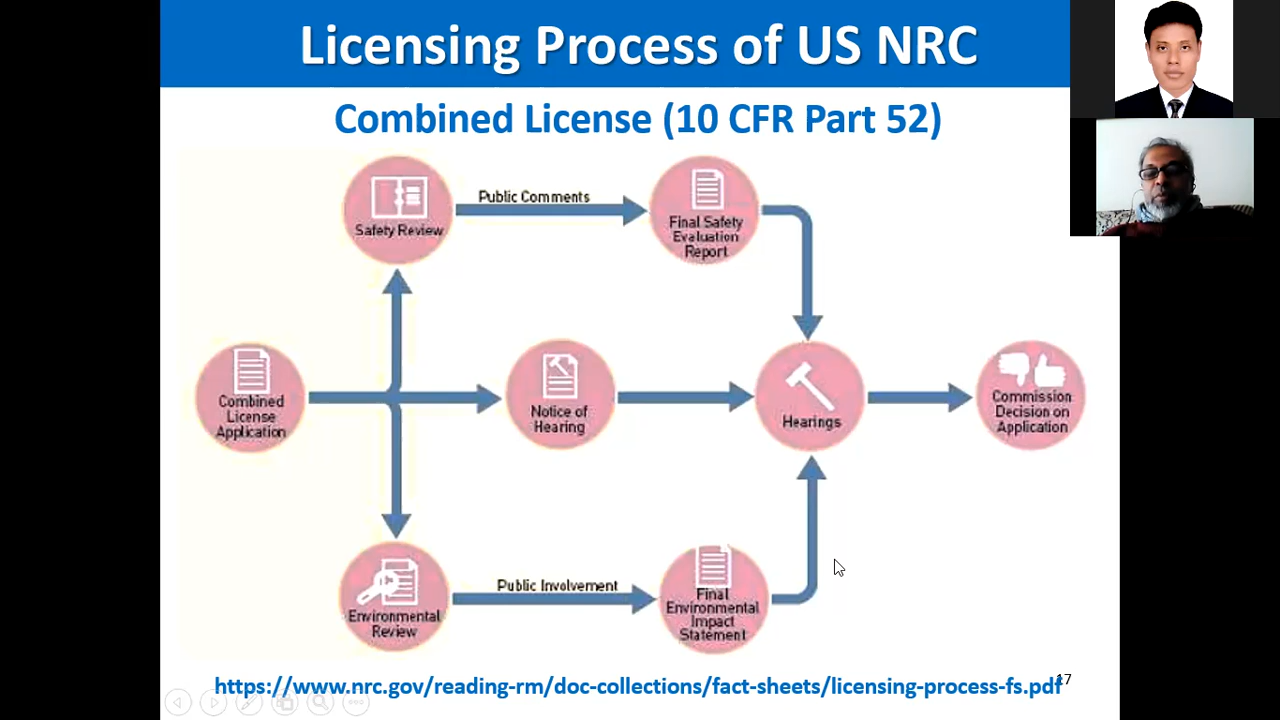 Licensing Process of US NRC
Combined License (10 CFR Part 52)
Safety Review
Public Comments
Final Safety
Evaluation
Report
Combined
License
Application
Notice of
Hearing
Hearings
Commission
Decision on
Application
Environmental
Review
Public Involvement
Final
Environmental
Impact
Statement
https://www.nrc.gov/reading-rm/doc-collections/fact-sheets/licensing-process-fs.pdf
17